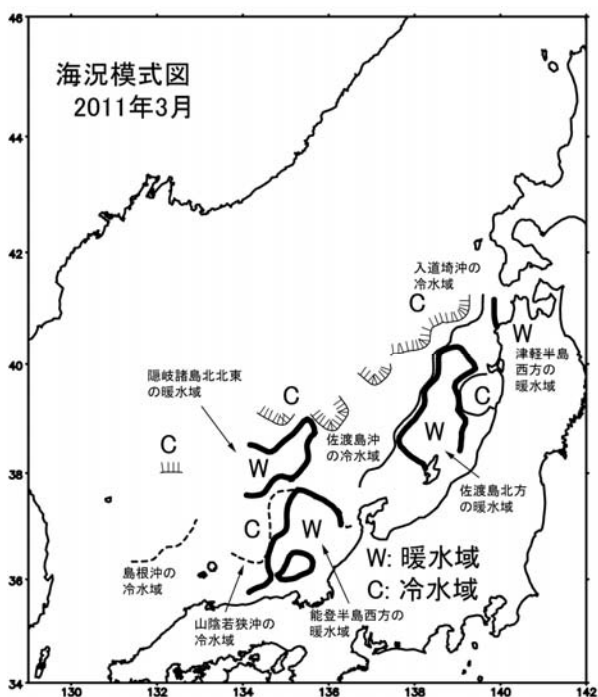 海況模式図
2011年3月
46
44
42
40
38
36
34
130
132
134
136
138
140
142
入道埼沖の
冷水域
C
W
津軽半島
西方の
暖水域
隠岐諸島北北東
の暖水域
C
C
佐渡島沖
の冷水域
W
C
W
佐渡島北方
の暖水域
C
W
W: 暖水域
C: 冷水域
島根沖の
冷水域
山陰若狭沖の
冷水域
能登半島西方の
暖水域